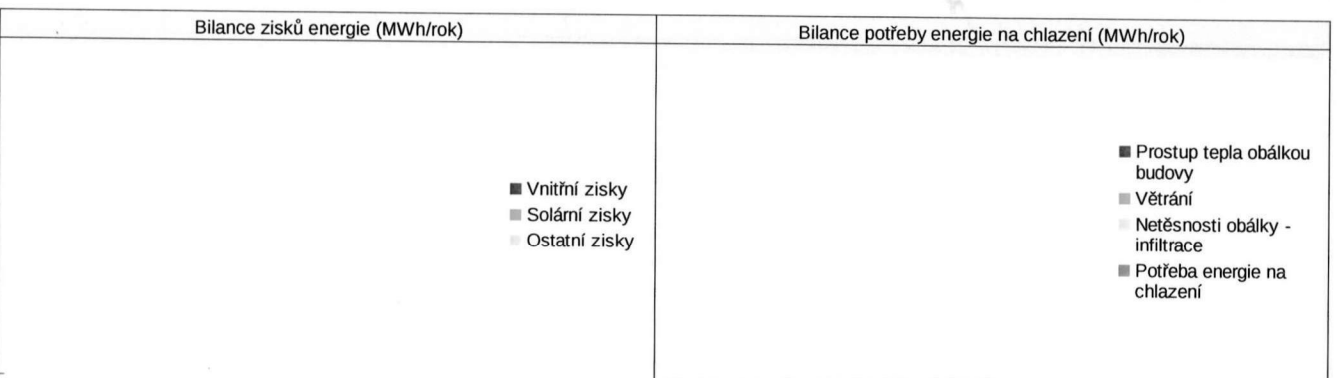 Bilance zisků energie (MWh/rok)
Bilance potřeby energie na chlazení (MWh/rok)
Vnitřní zisky
Solární zisky
Ostatní zisky
Prostup tepla obálkou
budovy
Větrání
Netěsnosti obálky -
infiltrace
Potřeba energie na
chlazení